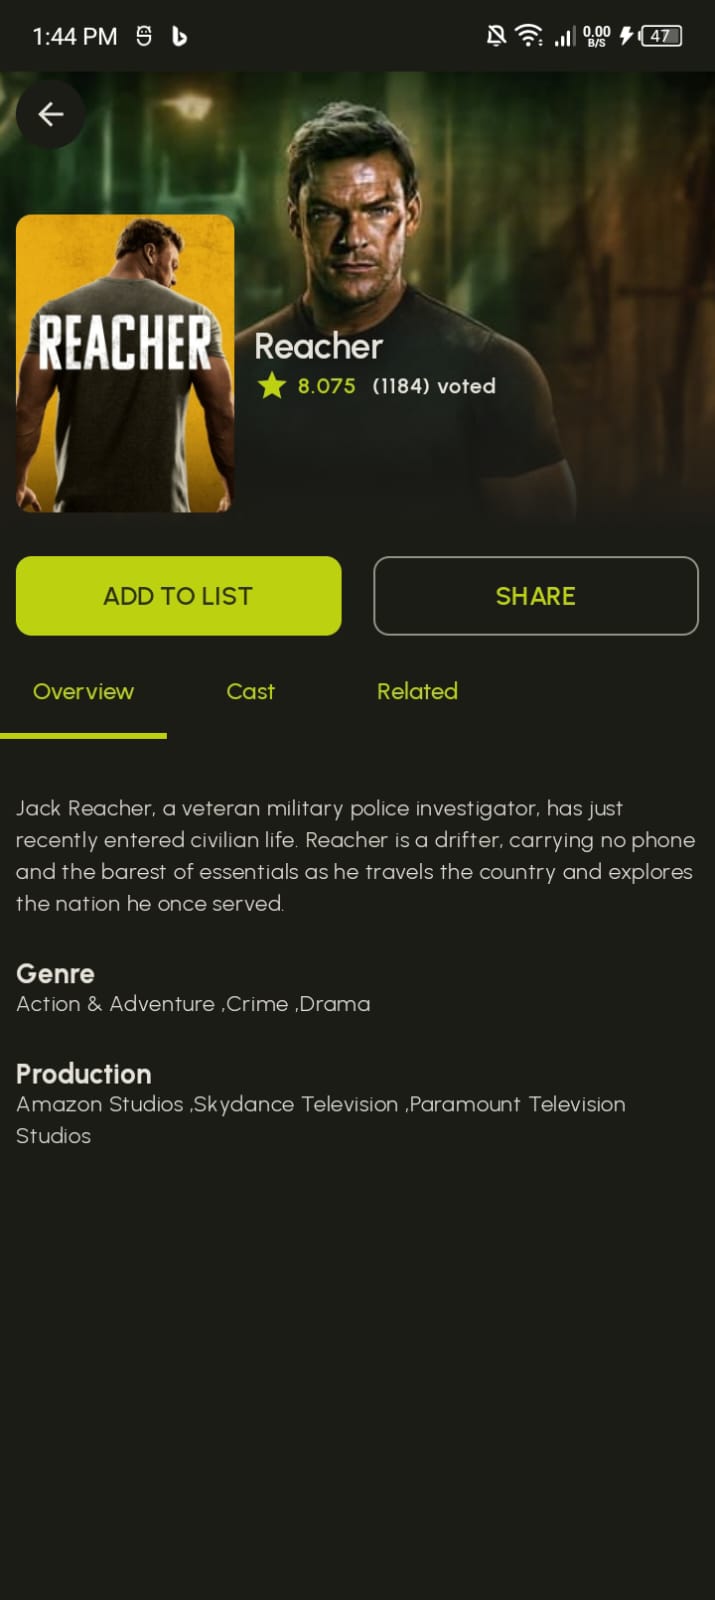 1:44 PM
0.00
B/S
47
REACHER
Reacher
8.075 (1184) voted
ADD TO LIST
SHARE
Overview
Cast
Related
Jack Reacher, a veteran military police investigator, has just
recently entered civilian life. Reacher is a drifter, carrying no phone
and the barest of essentials as he travels the country and explores
the nation he once served.
Genre
Action & Adventure ,Crime ,Drama
Production
Amazon Studios ,Skydance Television ,Paramount Television
Studios